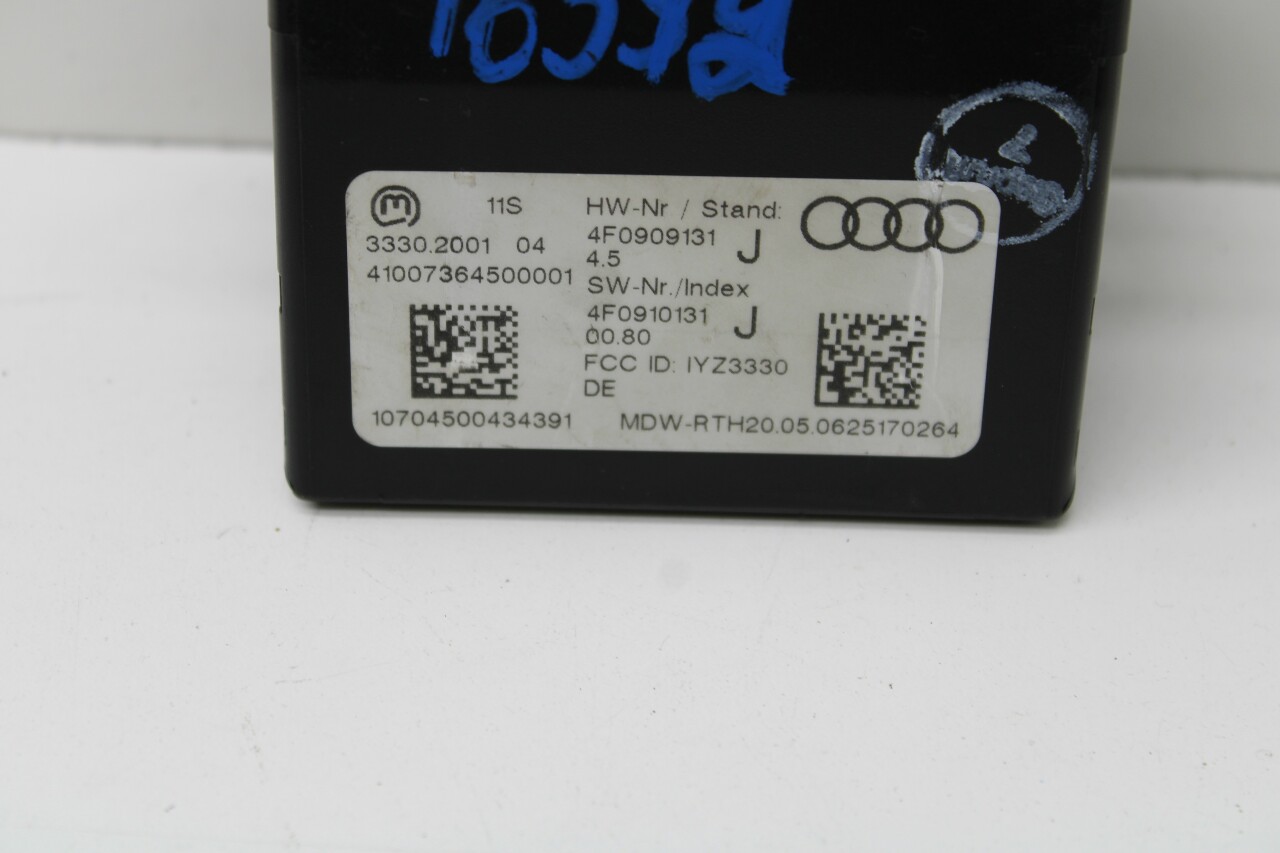 11S
3330.2001 04
41007364500001
HW-Nr / Stand:
4F0909131 J
4.5
SW-Nr./Index
4F0910131 J
00.80
FCC ID: IYZ3330
DE
10704500434391
MDW-RTH20.05.0625170264